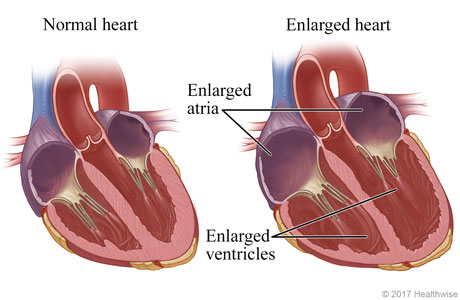 Normal heart
Enlarged heart
Enlarged
atria
Enlarged
ventricles
© 2017 Healthwise